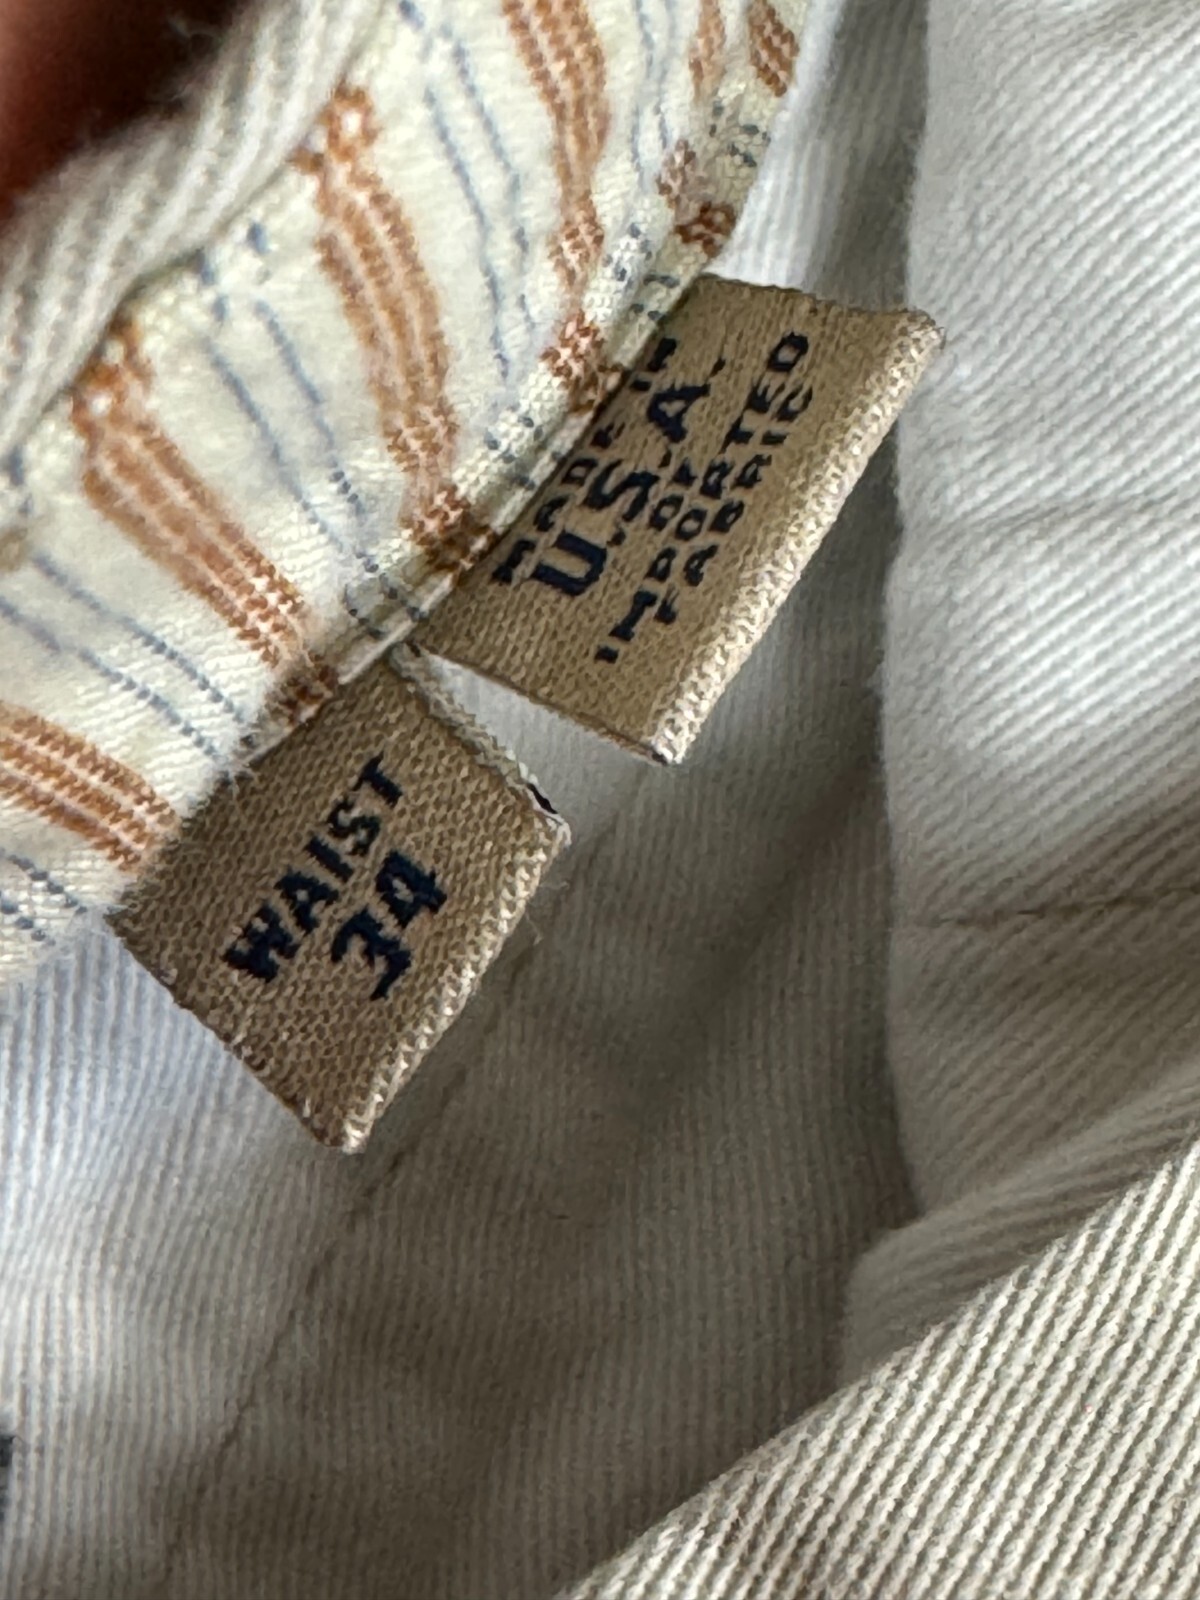 MADE IN
U.S.A.
IMPORTED
FABRIC
WAIST
34